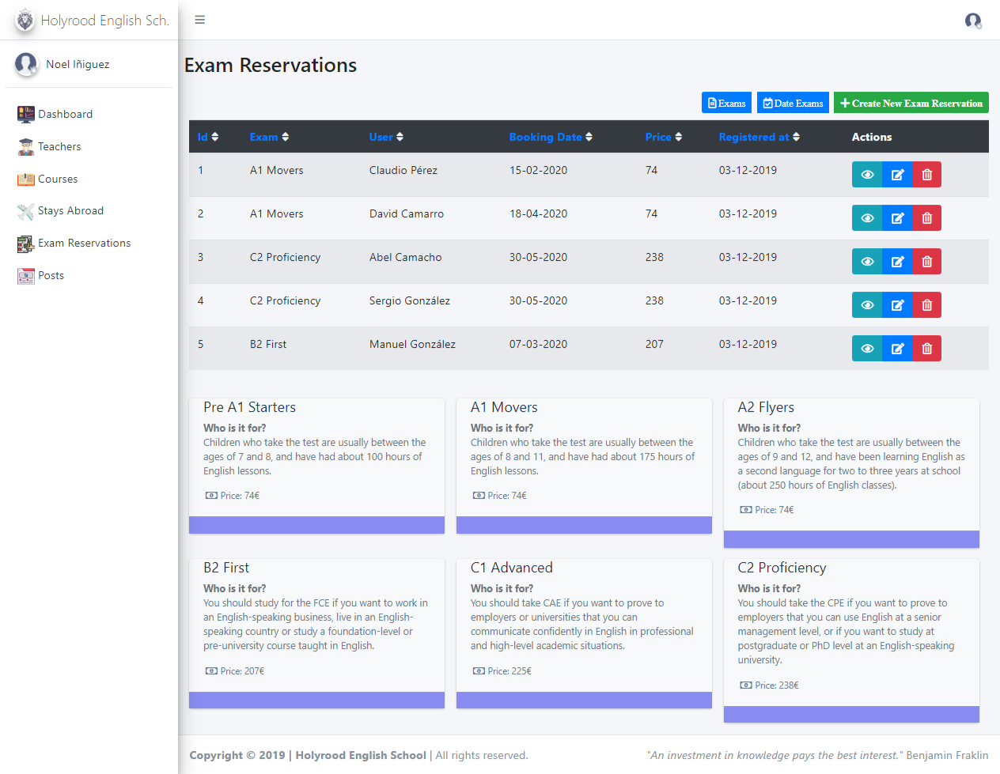 Holyrood English Sch.
Noel Iñiguez
Dashboard
Teachers
Courses
Stays Abroad
Exam Reservations
Posts
Exam Reservations
Exams Date Exams Create New Exam Reservation
Id Exam User Booking Date Price Registered at Actions
1 A1 Movers Claudio Pérez 15-02-2020 74 03-12-2019
2 A1 Movers David Camarro 18-04-2020 74 03-12-2019
3 C2 Proficiency Abel Camacho 30-05-2020 238 03-12-2019
4 C2 Proficiency Sergio González 30-05-2020 238 03-12-2019
5 B2 First Manuel González 07-03-2020 207 03-12-2019
Pre A1 Starters
Who is it for?
Children who take the test are usually between the
ages of 7 and 8, and have had about 100 hours of
English lessons.
Price: 74€
A1 Movers
Who is it for?
Children who take the test are usually between the
ages of 8 and 11, and have had about 175 hours of
English lessons.
Price: 74€
A2 Flyers
Who is it for?
Children who take the test are usually between the
ages of 9 and 12, and have been learning English as
a second language for two to three years at school
(about 250 hours of English classes).
Price: 74€
B2 First
Who is it for?
You should study for the FCE if you want to work in
an English-speaking business, live in an English-
speaking country or study a foundation-level or
pre-university course taught in English.
Price: 207€
C1 Advanced
Who is it for?
You should take CAE if you want to prove to
employers or universities that you can
communicate confidently in English in professional
and high-level academic situations.
Price: 225€
C2 Proficiency
Who is it for?
You should take the CPE if you want to prove to
employers that you can use English at a senior
management level, or if you want to study at
postgraduate or PhD level at an English-speaking
university.
Price: 238€
Copyright © 2019 | Holyrood English School | All rights reserved.
"An investment in knowledge pays the best interest." Benjamin Fraklin